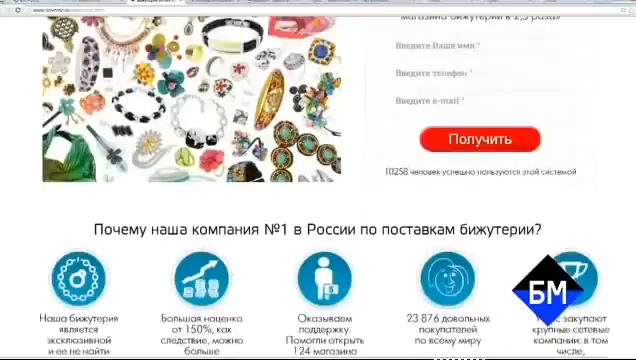 магазина бижутерии в 2,5 раза?
Введите Ваше имя *
Введите телефон *
Введите e-mail *
Получить
10258 человек успешно пользуются этой системой
Почему наша компания №1 в России по поставкам бижутерии?
Наша бижутерия
является
эксклюзивной
и ее не найти
Большая наценка
от 150%, как
следствие, можно
больше
Оказываем
поддержку.
Помогли открыть
124 магазина
23 876 довольных
покупателей
по всему миру
закупают
крупные сетевые
компании: в том
числе,
БМ